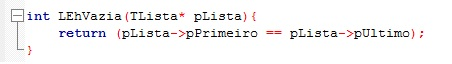 int LEhVazia(TLista* pLista){
return (pLista->pPrimeiro == pLista->pUltimo);
}